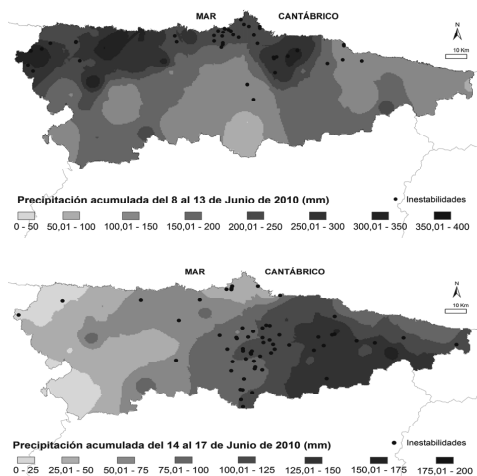 MAR CANTÁBRICO
N
10 Km
Precipitación acumulada del 8 al 13 de Junio de 2010 (mm) Inestabilidades
0 - 50 50,01 - 100 100,01 - 150 150,01 - 200 200,01 - 250 250,01 - 300 300,01 - 350 350,01 - 400
MAR CANTÁBRICO
N
10 Km
Precipitación acumulada del 14 al 17 de Junio de 2010 (mm) Inestabilidades
0 - 25 25,01 - 50 50,01 - 75 75,01 - 100 100,01 - 125 125,01 - 150 150,01 - 175 175,01 - 200